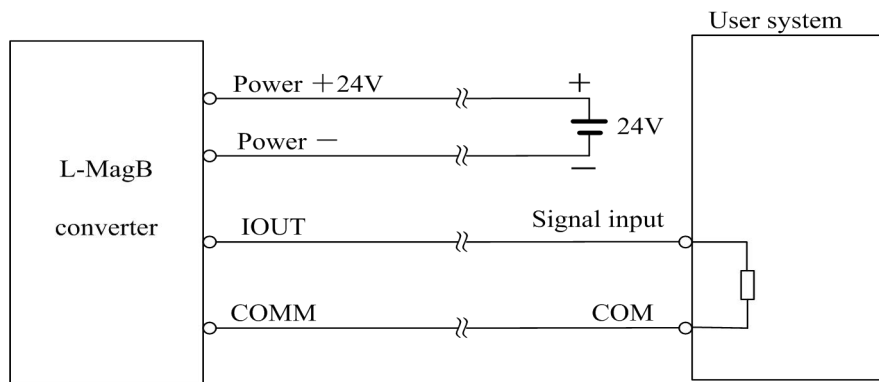 User system
Power +24V
+
24V
Power −
−
L-MagB
converter
IOUT
Signal input
COMM
COM